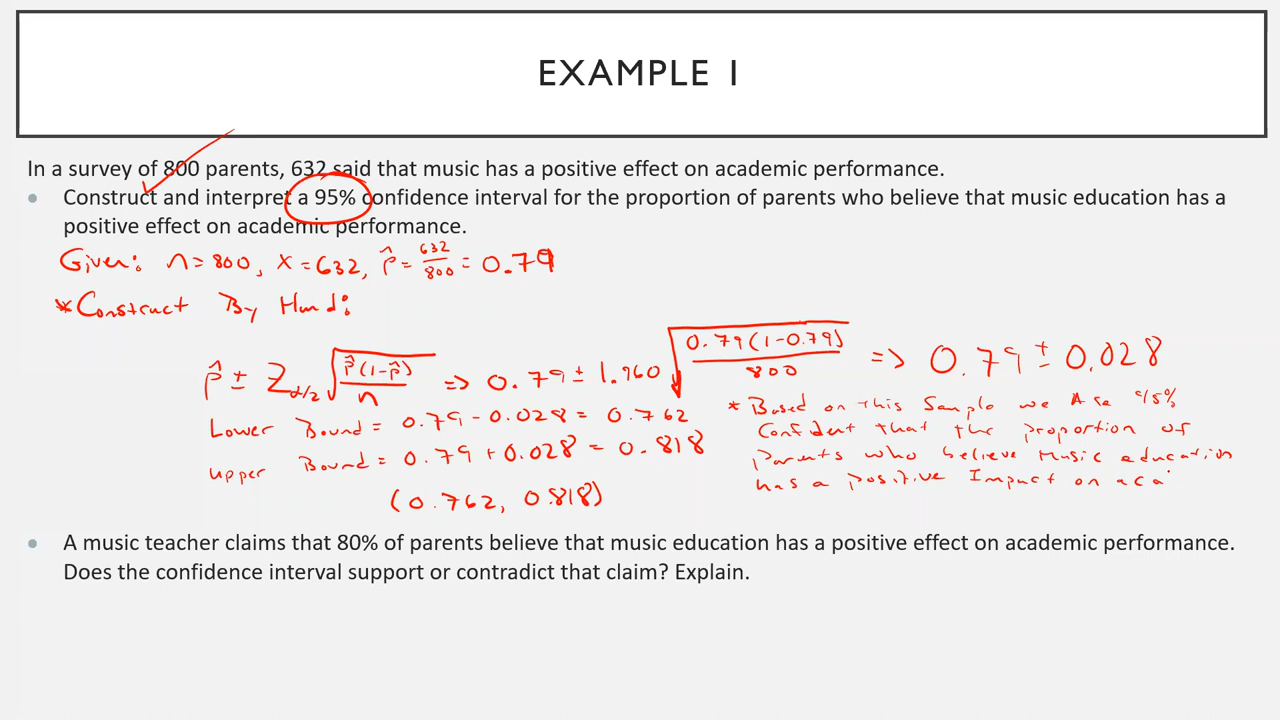 EXAMPLE 1
In a survey of 800 parents, 632 said that music has a positive effect on academic performance.
• Construct and interpret a 95% confidence interval for the proportion of parents who believe that music education has a
positive effect on academic performance.
Given: n = 800, x = 632, p̂ = 632/800 = 0.79
*Construct By Hand:
p̂ ± Zα/2 √(p̂(1-p̂)/n) => 0.79 ± 1.960 √(0.79(1-0.79)/800) => 0.79 ± 0.028
Lower Bound = 0.79 - 0.028 = 0.762
Upper Bound = 0.79 + 0.028 = 0.818
(0.762, 0.818)
* Based on this Sample we Are 95%
Confident that the proportion of
Parents who believe Music education
has a positive Impact on aca
• A music teacher claims that 80% of parents believe that music education has a positive effect on academic performance.
Does the confidence interval support or contradict that claim? Explain.